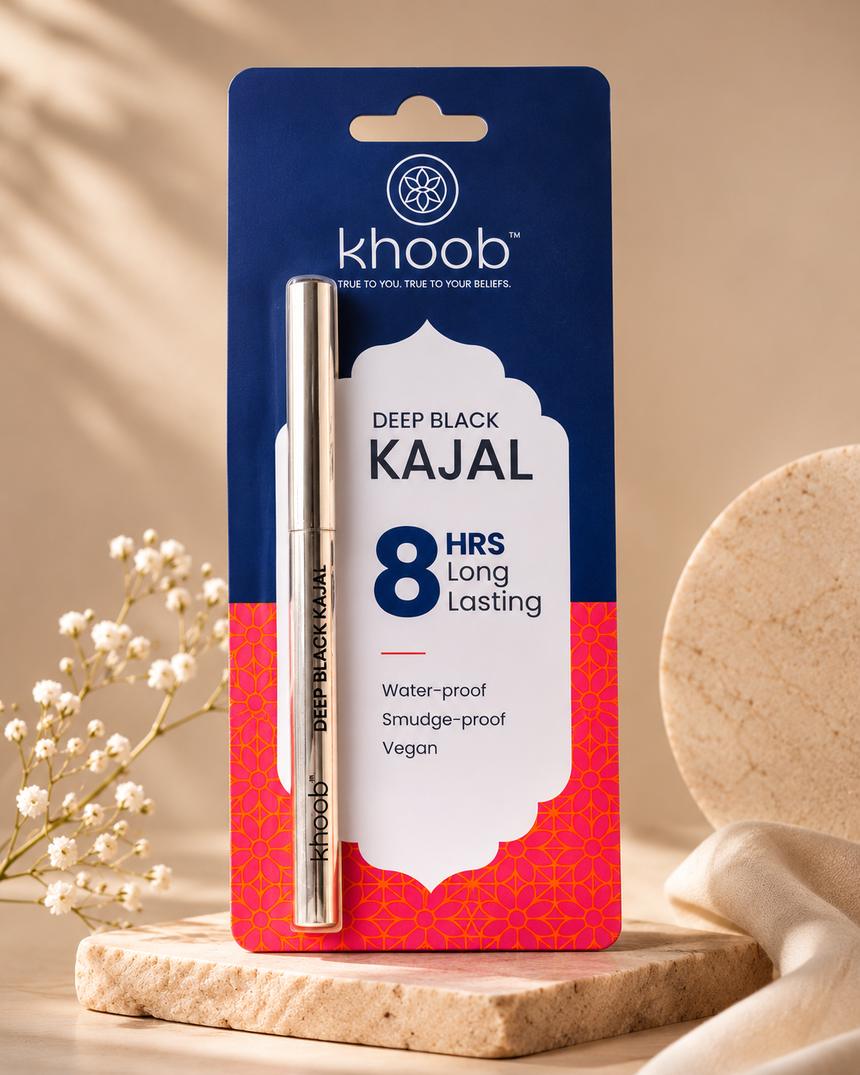 khoob™
TRUE TO YOU. TRUE TO YOUR BELIEFS.
DEEP BLACK
KAJAL
8 HRS
Long
Lasting
Water-proof
Smudge-proof
Vegan
DEEP BLACK KAJAL
khoob™